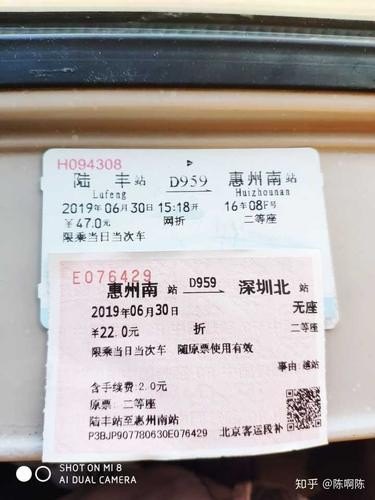 H094308
陆 丰站 D959 惠州南站
Lufeng Huizhounan
2019年06月30日 15:18开 16车08F号
￥47.0元 网折 二等座
限乘当日当次车
E076429
惠州南 站 D959 深圳北 站
2019年06月30日 无座
￥22.0元 折 二等座
限乘当日当次车 随原票使用有效
事由:越站
含手续费:2.0元
原票: 二等座
陆丰站至惠州南站
P3BJP907780630E076429 北京客运段补
SHOT ON MI 8
AI DUAL CAMERA
知乎 @陈啊陈